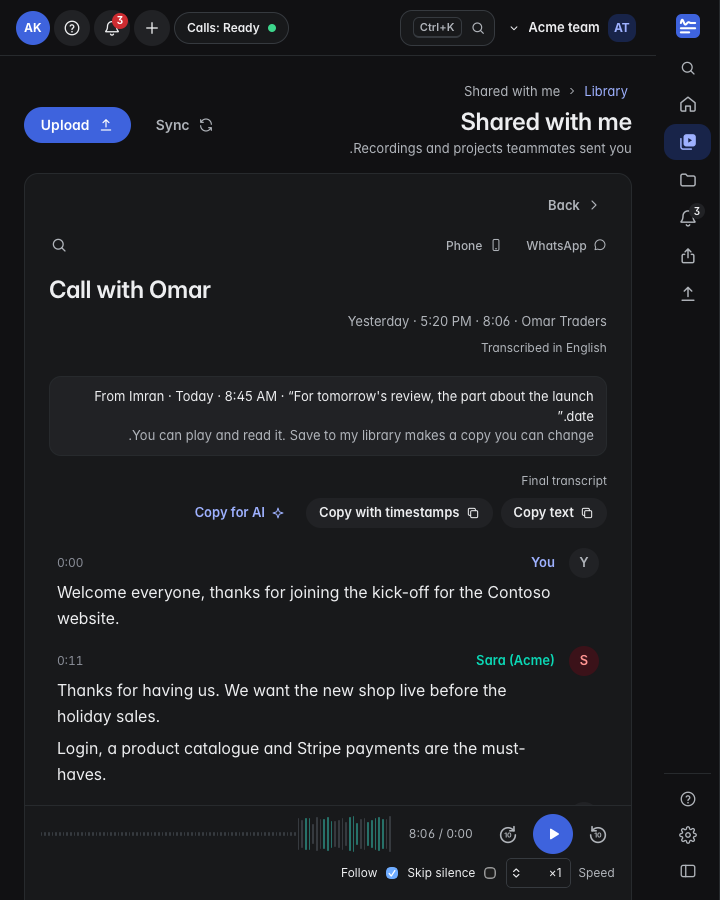 AK
3
Calls: Ready
Ctrl+K
Acme team
AT
3
Shared with me › Library
Shared with me
Upload
Sync
.Recordings and projects teammates sent you
Back
Phone
WhatsApp
Call with Omar
Yesterday · 5:20 PM · 8:06 · Omar Traders
Transcribed in English
From Imran · Today · 8:45 AM · "For tomorrow's review, the part about the launch
".date
.You can play and read it. Save to my library makes a copy you can change
Final transcript
Copy for AI
Copy with timestamps
Copy text
0:00
You
Y
Welcome everyone, thanks for joining the kick-off for the Contoso
website.
0:11
Sara (Acme)
S
Thanks for having us. We want the new shop live before the
holiday sales.
Login, a product catalogue and Stripe payments are the must-
haves.
8:06 / 0:00
10
10
Follow
Skip silence
×1
Speed